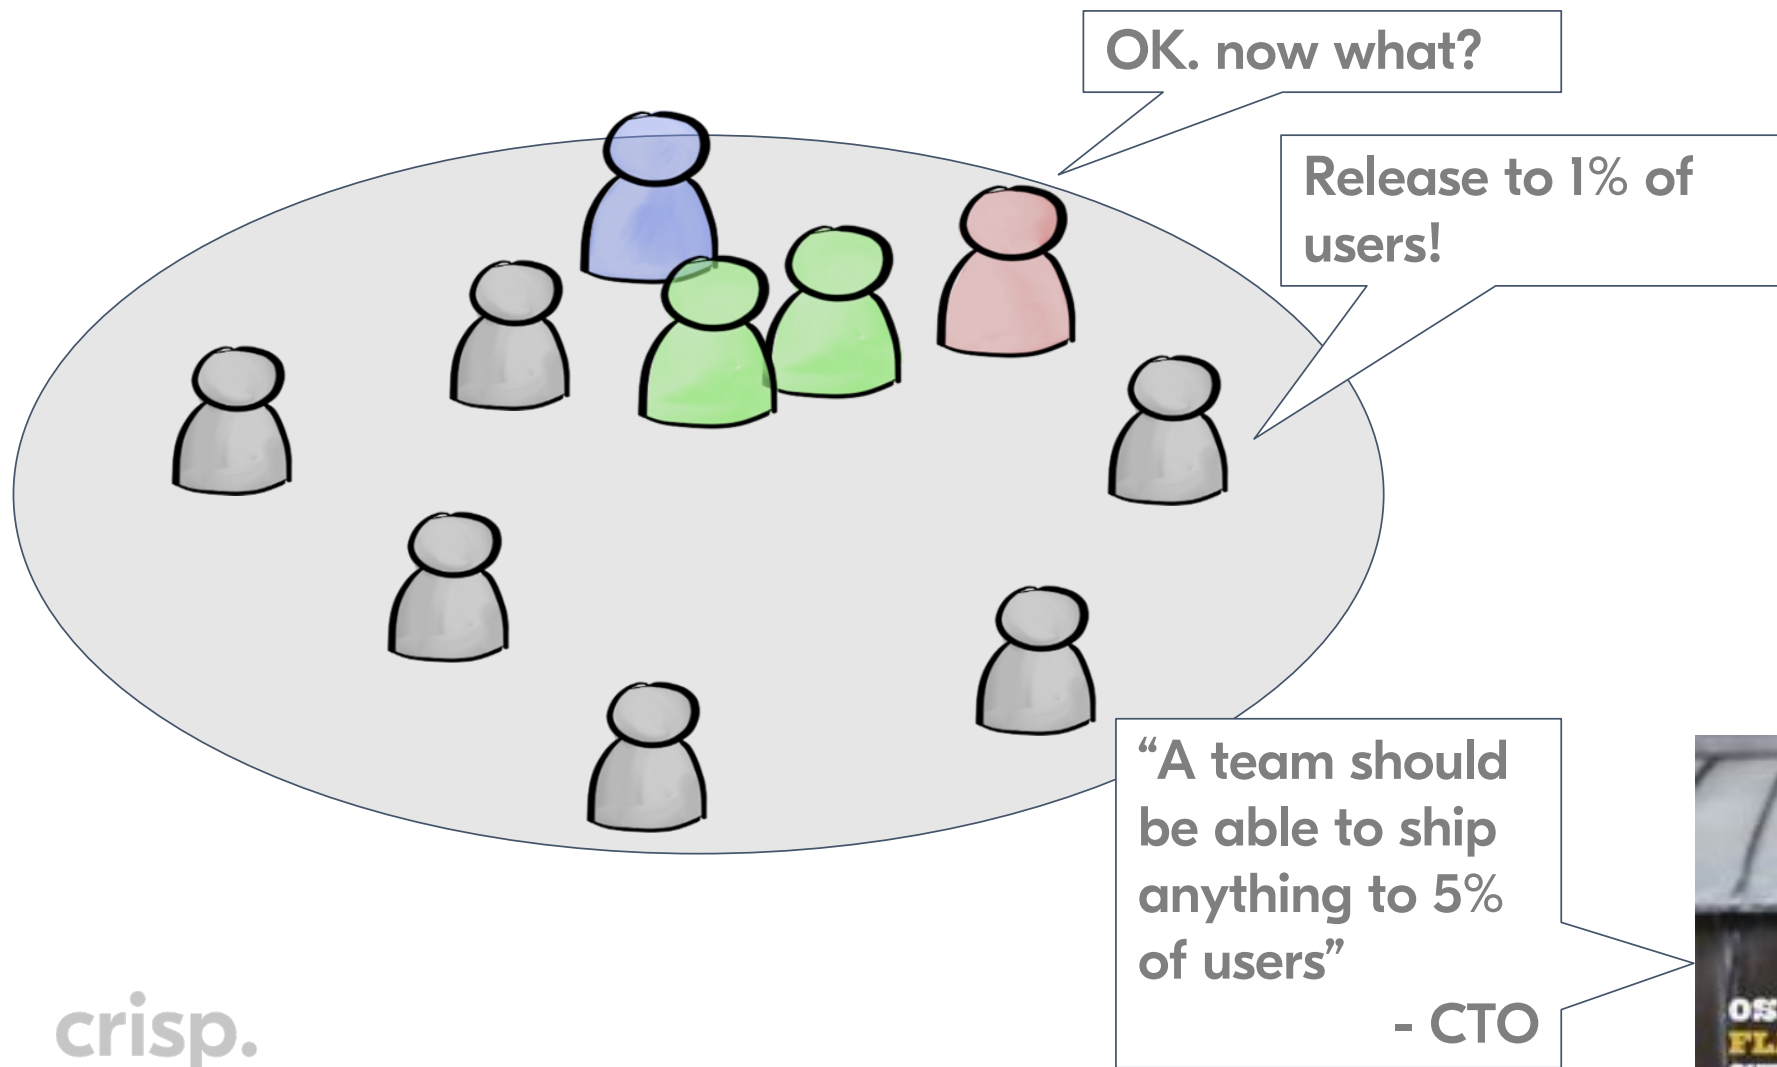 OK. now what?
Release to 1% of
users!
“A team should
be able to ship
anything to 5%
of users”
- CTO
crisp.